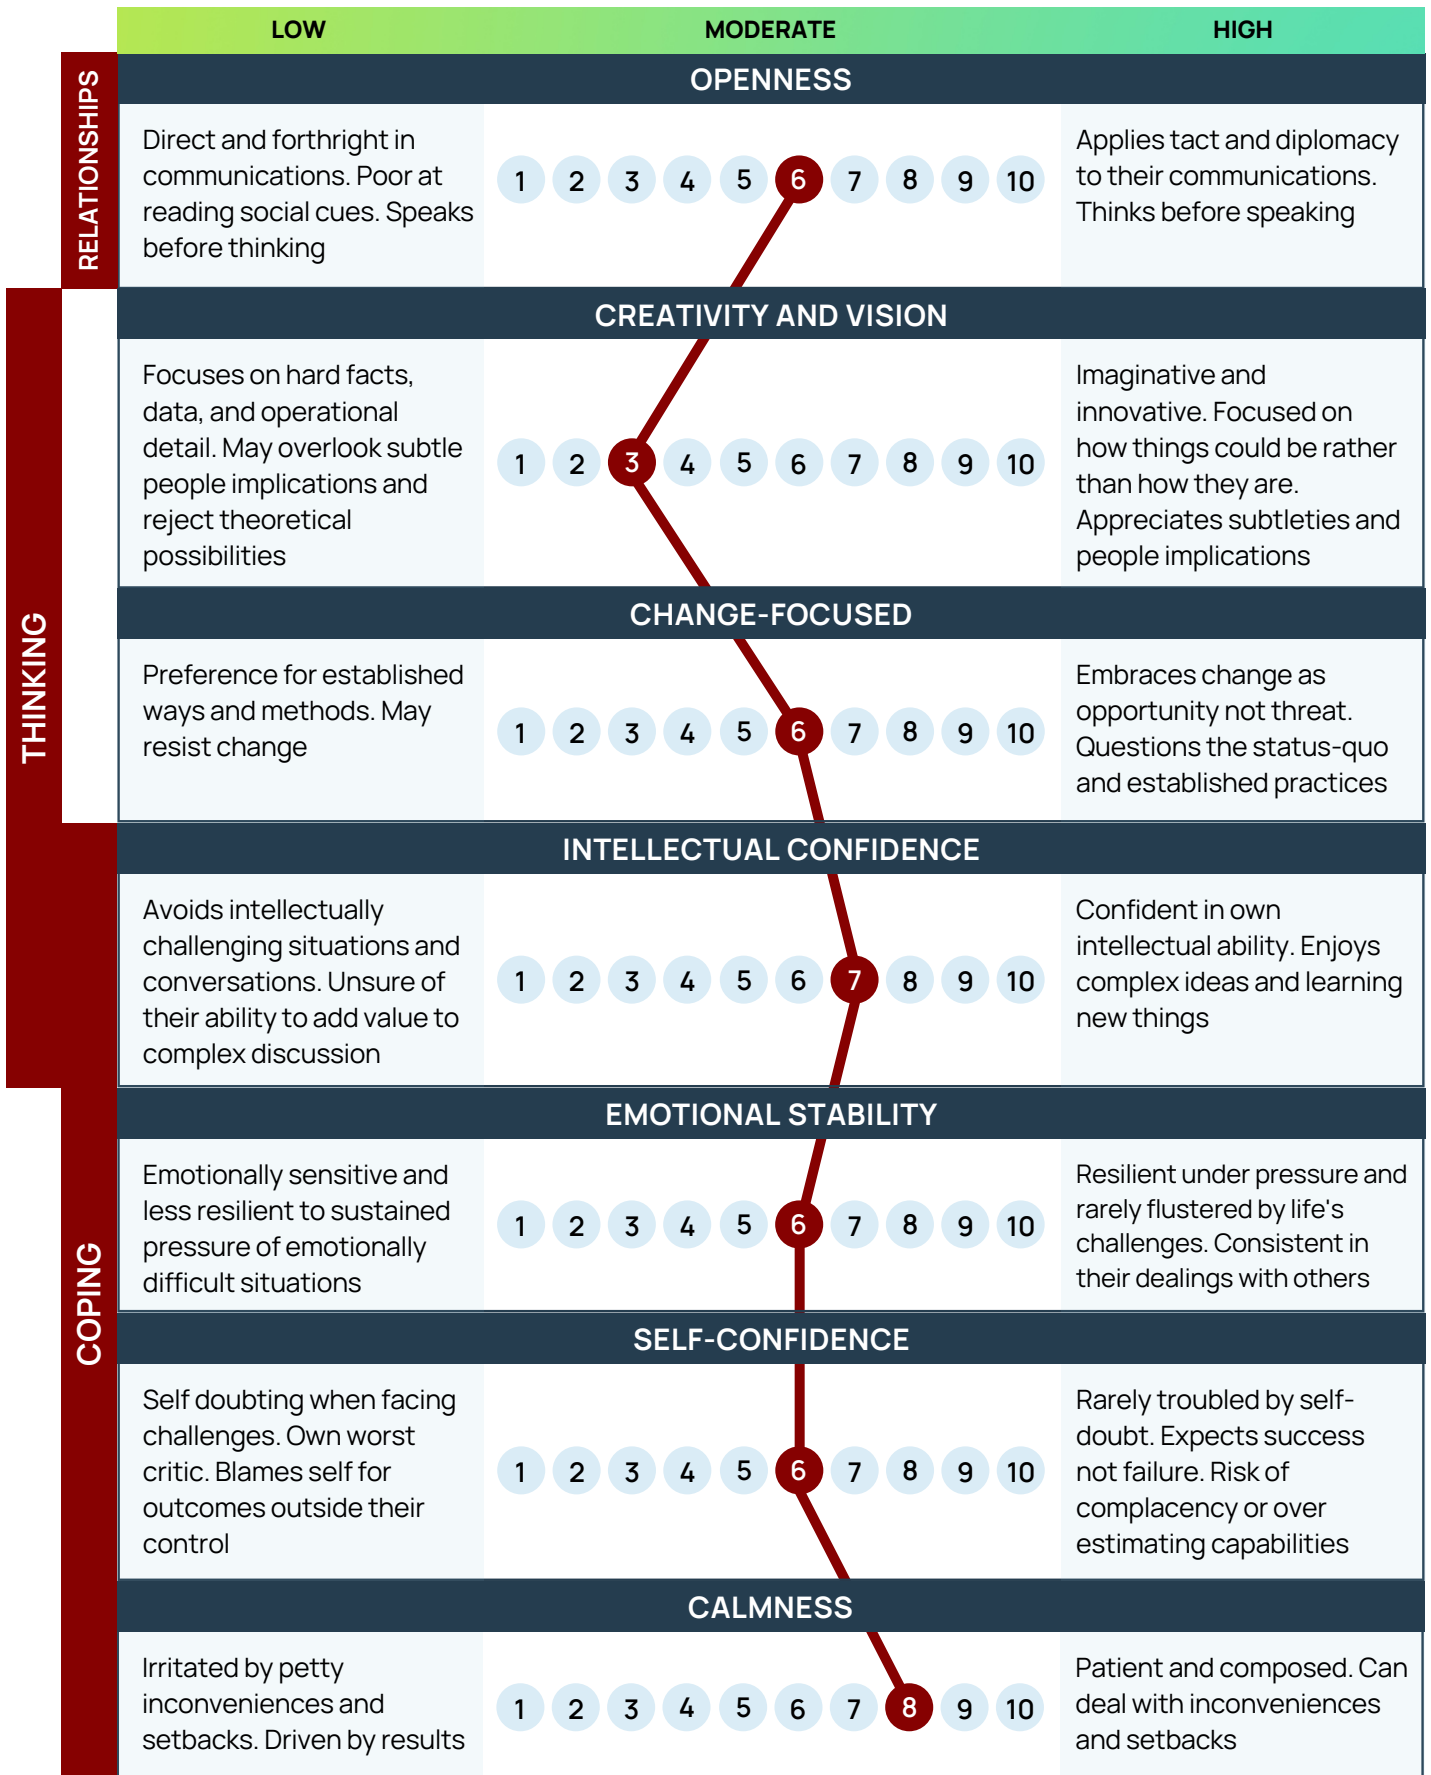 LOW MODERATE HIGH
RELATIONSHIPS
OPENNESS
Direct and forthright in
communications. Poor at
reading social cues. Speaks
before thinking
1 2 3 4 5 6 7 8 9 10
Applies tact and diplomacy
to their communications.
Thinks before speaking
THINKING
CREATIVITY AND VISION
Focuses on hard facts,
data, and operational
detail. May overlook subtle
people implications and
reject theoretical
possibilities
1 2 3 4 5 6 7 8 9 10
Imaginative and
innovative. Focused on
how things could be rather
than how they are.
Appreciates subtleties and
people implications
CHANGE-FOCUSED
Preference for established
ways and methods. May
resist change
1 2 3 4 5 6 7 8 9 10
Embraces change as
opportunity not threat.
Questions the status-quo
and established practices
COPING
INTELLECTUAL CONFIDENCE
Avoids intellectually
challenging situations and
conversations. Unsure of
their ability to add value to
complex discussion
1 2 3 4 5 6 7 8 9 10
Confident in own
intellectual ability. Enjoys
complex ideas and learning
new things
EMOTIONAL STABILITY
Emotionally sensitive and
less resilient to sustained
pressure of emotionally
difficult situations
1 2 3 4 5 6 7 8 9 10
Resilient under pressure and
rarely flustered by life's
challenges. Consistent in
their dealings with others
SELF-CONFIDENCE
Self doubting when facing
challenges. Own worst
critic. Blames self for
outcomes outside their
control
1 2 3 4 5 6 7 8 9 10
Rarely troubled by self-
doubt. Expects success
not failure. Risk of
complacency or over
estimating capabilities
CALMNESS
Irritated by petty
inconveniences and
setbacks. Driven by results
1 2 3 4 5 6 7 8 9 10
Patient and composed. Can
deal with inconveniences
and setbacks